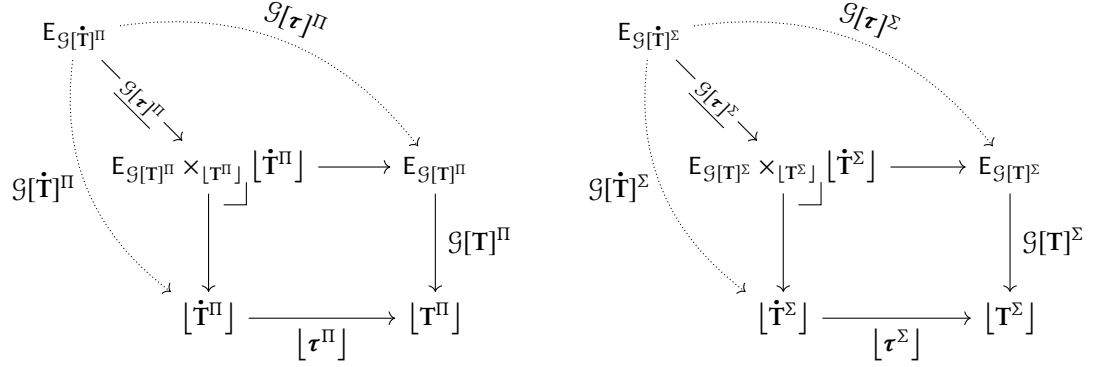 𝒢[𝝉]^Π 𝒢[𝝉]^Σ
E_{𝒢[𝐓̇]^Π} E_{𝒢[𝐓̇]^Σ}
𝒢[𝝉]^Π 𝒢[𝝉]^Σ
E_{𝒢[𝐓]^Π} ×_{⌊𝐓^Π⌋} ⌊𝐓̇^Π⌋ E_{𝒢[𝐓]^Π} E_{𝒢[𝐓]^Σ} ×_{⌊𝐓^Σ⌋} ⌊𝐓̇^Σ⌋ E_{𝒢[𝐓]^Σ}
𝒢[𝐓̇]^Π 𝒢[𝐓̇]^Σ
𝒢[𝐓]^Π 𝒢[𝐓]^Σ
⌊𝐓̇^Π⌋ ⌊𝐓^Π⌋ ⌊𝐓̇^Σ⌋ ⌊𝐓^Σ⌋
⌊𝝉^Π⌋ ⌊𝝉^Σ⌋